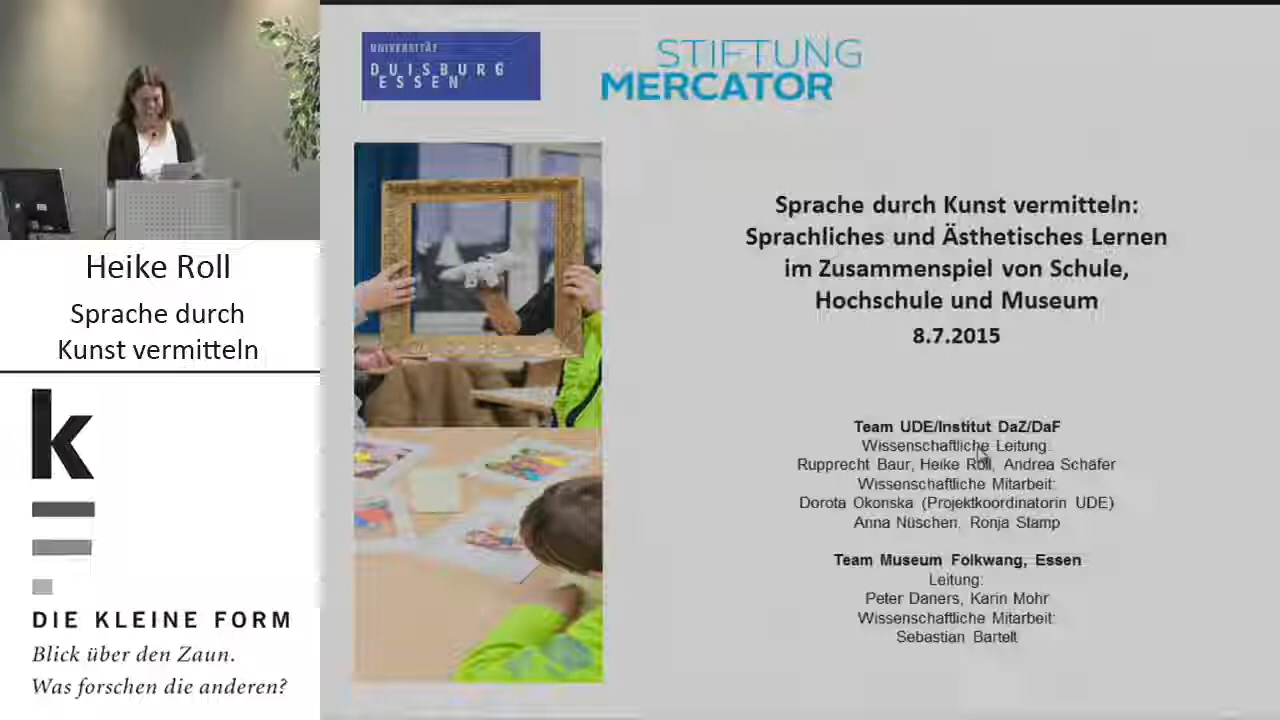 Heike Roll
Sprache durch
Kunst vermitteln
k
DIE KLEINE FORM
Blick über den Zaun.
Was forschen die anderen?
UNIVERSITÄT
DUISBURG
ESSEN
STIFTUNG
MERCATOR
Sprache durch Kunst vermitteln:
Sprachliches und Ästhetisches Lernen
im Zusammenspiel von Schule,
Hochschule und Museum
8.7.2015
Team UDE/Institut DaZ/DaF
Wissenschaftliche Leitung:
Rupprecht Baur, Heike Roll, Andrea Schäfer
Wissenschaftliche Mitarbeit:
Dorota Okonska (Projektkoordinatorin UDE)
Anna Nüschen, Ronja Stamp
Team Museum Folkwang, Essen
Leitung:
Peter Daners, Karin Mohr
Wissenschaftliche Mitarbeit:
Sebastian Bartelt